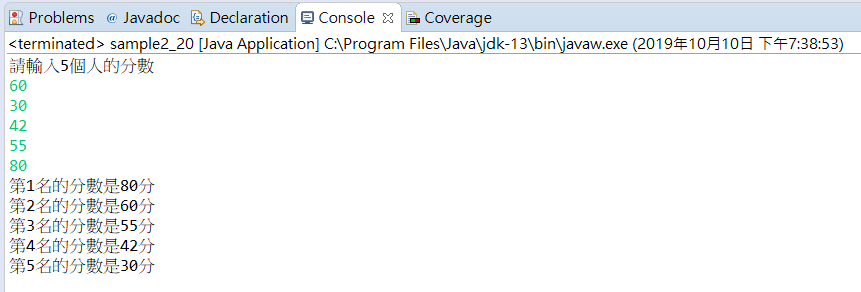 Problems @ Javadoc Declaration Console Coverage
<terminated> sample2_20 [Java Application] C:\Program Files\Java\jdk-13\bin\javaw.exe (2019年10月10日 下午7:38:53)
請輸入5個人的分數
60
30
42
55
80
第1名的分數是80分
第2名的分數是60分
第3名的分數是55分
第4名的分數是42分
第5名的分數是30分